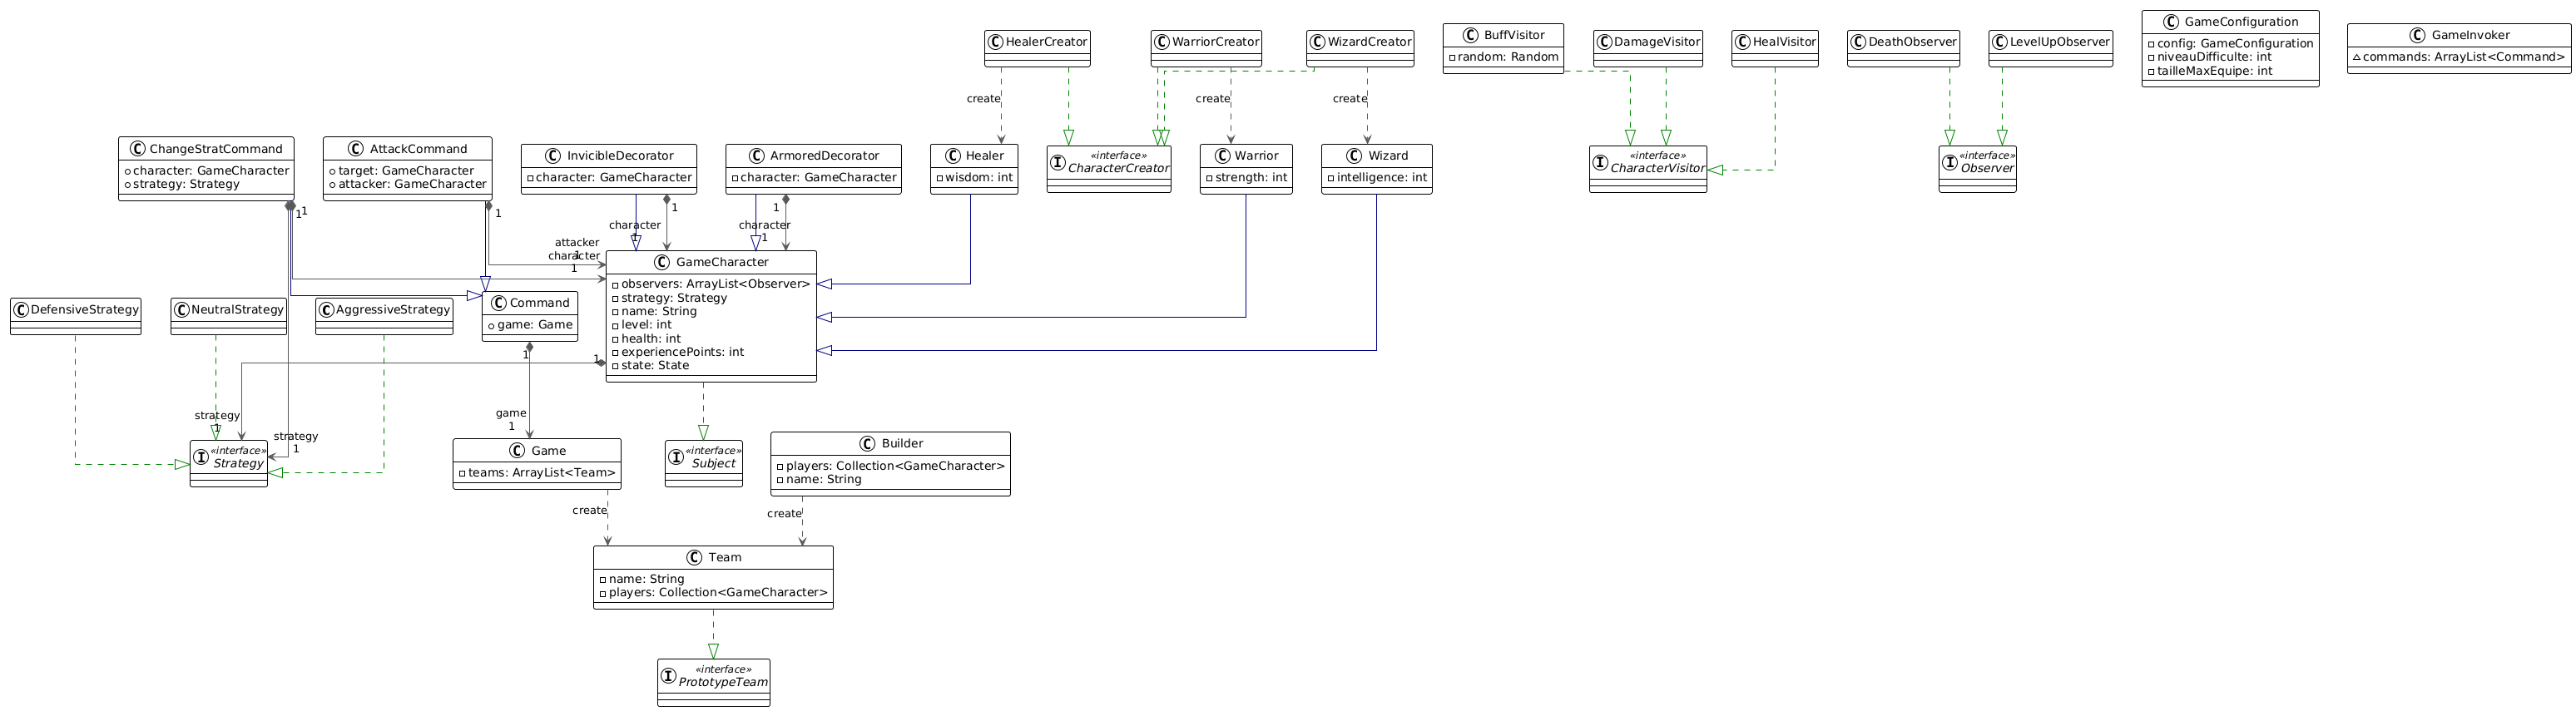 HealerCreator
WarriorCreator
WizardCreator
BuffVisitor
random: Random
DamageVisitor
HealVisitor
DeathObserver
LevelUpObserver
GameConfiguration
config: GameConfiguration
niveauDifficulte: int
tailleMaxEquipe: int
GameInvoker
commands: ArrayList<Command>
create
create
create
ChangeStratCommand
character: GameCharacter
strategy: Strategy
AttackCommand
target: GameCharacter
attacker: GameCharacter
InvicibleDecorator
character: GameCharacter
ArmoredDecorator
character: GameCharacter
Healer
wisdom: int
«interface»
CharacterCreator
Warrior
strength: int
Wizard
intelligence: int
«interface»
CharacterVisitor
«interface»
Observer
1
1
1
1
1
character
1
character
1
attacker
1
character
1
GameCharacter
observers: ArrayList<Observer>
strategy: Strategy
name: String
level: int
health: int
experiencePoints: int
state: State
DefensiveStrategy
NeutralStrategy
AggressiveStrategy
Command
game: Game
1
1
strategy
1
strategy
1
game
1
«interface»
Strategy
Game
teams: ArrayList<Team>
«interface»
Subject
Builder
players: Collection<GameCharacter>
name: String
create
create
Team
name: String
players: Collection<GameCharacter>
«interface»
PrototypeTeam